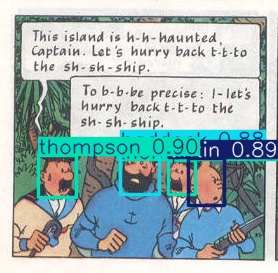 This island is h-h-haunted,
Captain. Let's hurry back t-t-to
the sh-sh-ship.
To b-b-be precise: l-let's
hurry back t-t-to the
sh-sh-ship.
0.88
thompson 0.90
in 0.89